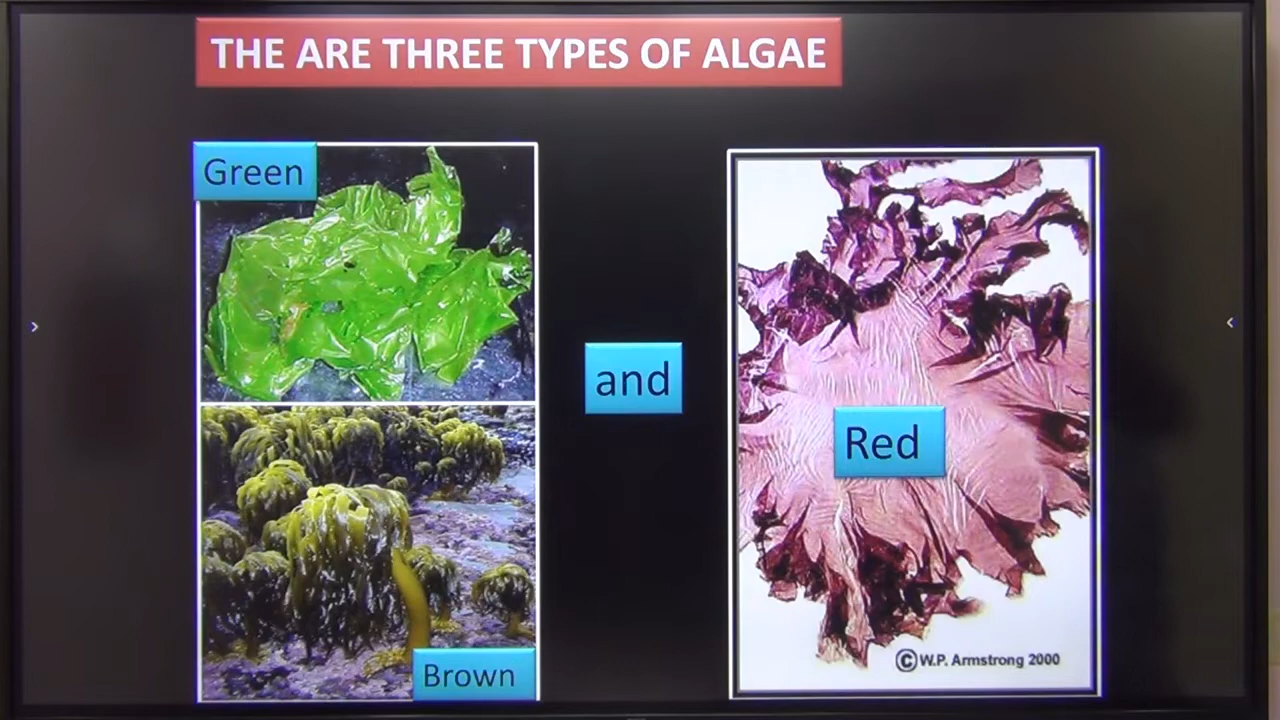 THE ARE THREE TYPES OF ALGAE
Green
and
Red
Brown
©W.P. Armstrong 2000